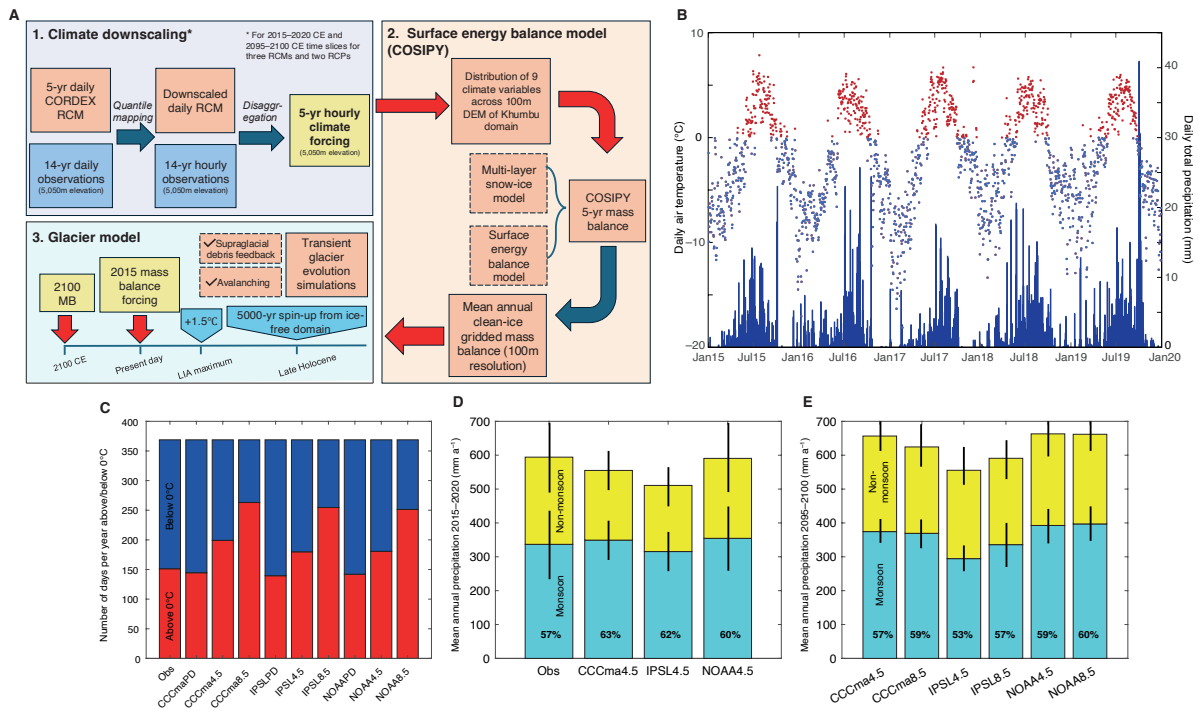 A
1. Climate downscaling*
* For 2015–2020 CE and
2095–2100 CE time slices for
three RCMs and two RCPs
5-yr daily
CORDEX
RCM
Quantile
mapping
Downscaled
daily RCM
Disaggr-
egation
5-yr hourly
climate
forcing
(5,050m elevation)
14-yr daily
observations
(5,050m elevation)
14-yr hourly
observations
(5,050m elevation)
2. Surface energy balance model
(COSIPY)
Distribution of 9
climate variables
across 100m
DEM of Khumbu
domain
Multi-layer
snow-ice
model
Surface
energy
balance
model
COSIPY
5-yr mass
balance
Mean annual
clean-ice
gridded mass
balance (100m
resolution)
3. Glacier model
2100
MB
2015 mass
balance
forcing
✓Supraglacial
debris feedback
✓Avalanching
Transient
glacier
evolution
simulations
+1.5°C
5000-yr spin-up from ice-
free domain
2100 CE
Present day
LIA maximum
Late Holocene
B
Daily air temperature (°C)
10
0
−10
−20
Daily total precipitation (mm)
40
30
20
10
0
Jan15 Jul15 Jan16 Jul16 Jan17 Jul17 Jan18 Jul18 Jan19 Jul19 Jan20
C
Number of days per year above/below 0°C
400
350
300
250
200
150
100
50
0
Below 0°C
Above 0°C
Obs CCCmaPD CCCma4.5 CCCma8.5 IPSLPD IPSL4.5 IPSL8.5 NOAAPD NOAA4.5 NOAA8.5
D
Mean annual precipitation 2015–2020 (mm a⁻¹)
700
600
500
400
300
200
100
0
Non-monsoon
Monsoon
57% 63% 62% 60%
Obs CCCma4.5 IPSL4.5 NOAA4.5
E
Mean annual precipitation 2095–2100 (mm a⁻¹)
700
600
500
400
300
200
100
0
Non-
monsoon
Monsoon
57% 59% 53% 57% 59% 60%
CCCma4.5 CCCma8.5 IPSL4.5 IPSL8.5 NOAA4.5 NOAA8.5